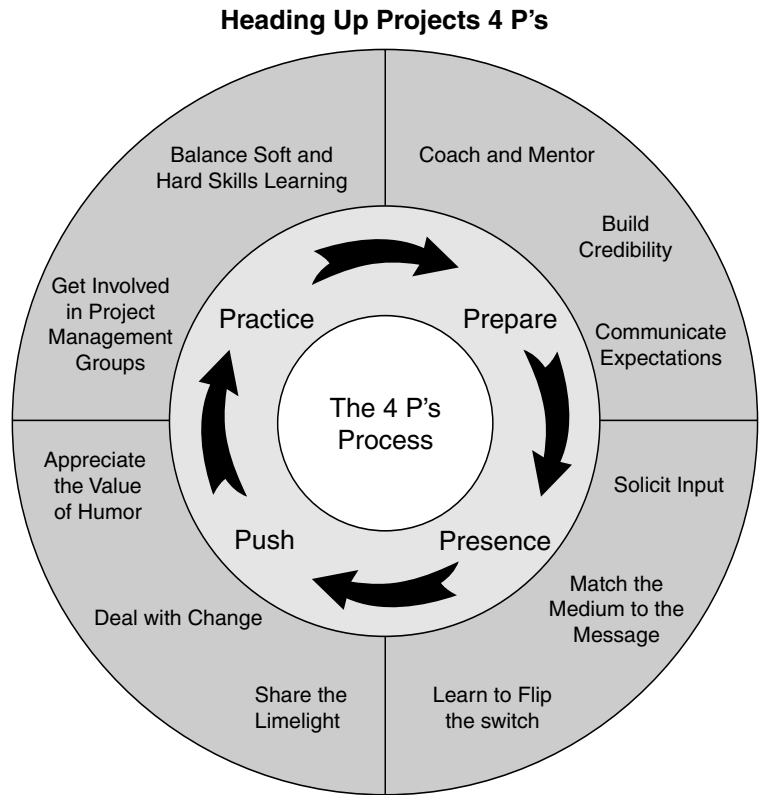 Heading Up Projects 4 P's
Balance Soft and
Hard Skills Learning
Get Involved
in Project
Management
Groups
Coach and Mentor
Build
Credibility
Communicate
Expectations
Practice
Prepare
The 4 P's
Process
Push
Presence
Solicit Input
Match the
Medium to the
Message
Learn to Flip
the switch
Appreciate
the Value
of Humor
Deal with Change
Share the
Limelight